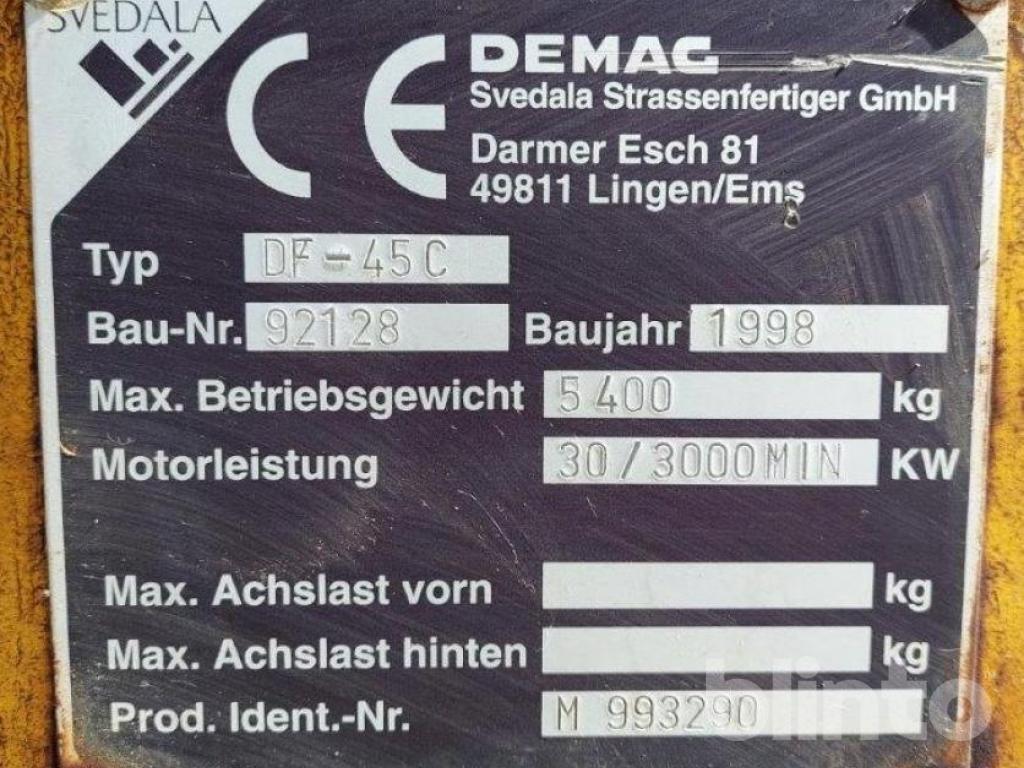 SVEDALA
CE
DEMAG
Svedala Strassenfertiger GmbH
Darmer Esch 81
49811 Lingen/Ems
Typ DF-45C
Bau-Nr. 92128 Baujahr 1998
Max. Betriebsgewicht 5400 kg
Motorleistung 30/3000MIN KW
Max. Achslast vorn kg
Max. Achslast hinten kg
Prod. Ident.-Nr. M 993290
blinto